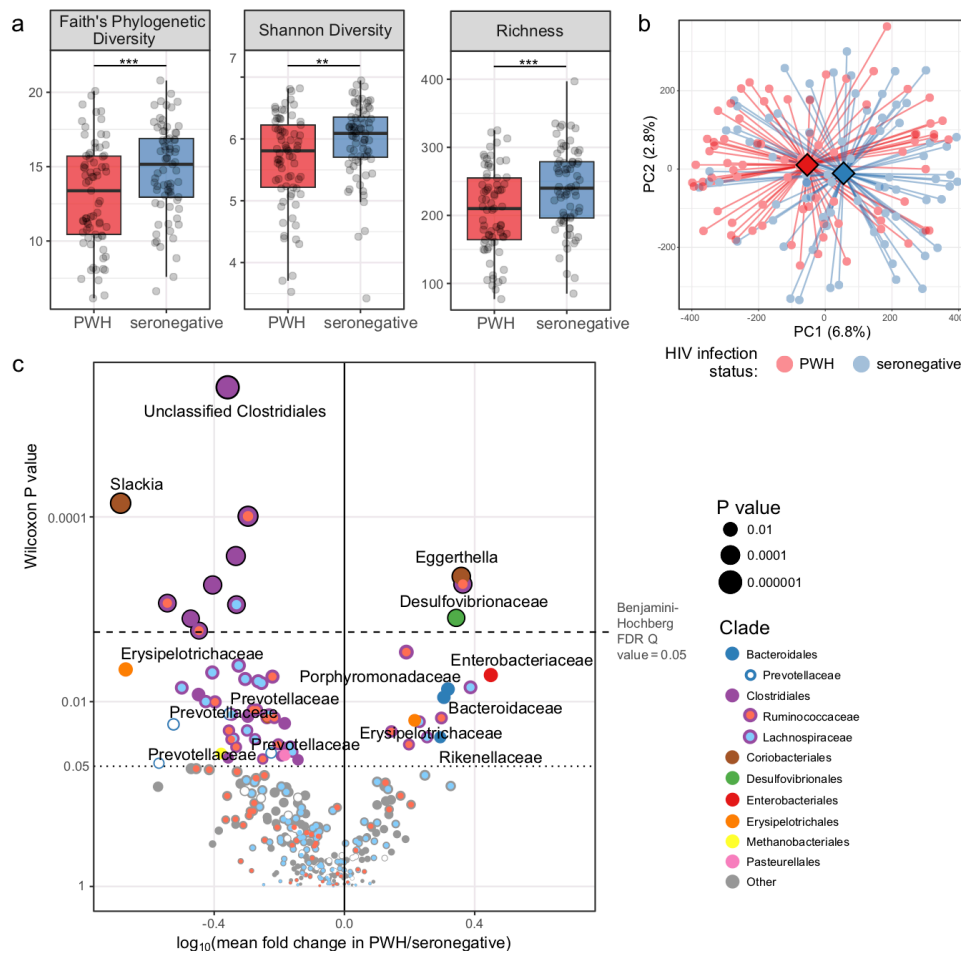 a
Faith's Phylogenetic
Diversity
Shannon Diversity
Richness
***
**
***
20
15
10
7
6
5
4
400
300
200
100
PWH
seronegative
PWH
seronegative
PWH
seronegative
b
PC2 (2.8%)
200
0
-200
-400
-200
0
200
400
PC1 (6.8%)
HIV infection
status:
PWH
seronegative
c
Wilcoxon P value
0.0001
0.01
0.05
1
Unclassified Clostridiales
Slackia
Eggerthella
Desulfovibrionaceae
Erysipelotrichaceae
Porphyromonadaceae
Enterobacteriaceae
Prevotellaceae
Prevotellaceae
Bacteroidaceae
Erysipelotrichaceae
Prevotellaceae
Prevotellaceae
Rikenellaceae
-0.4
0.0
0.4
log10(mean fold change in PWH/seronegative)
Benjamini-
Hochberg
FDR Q
value = 0.05
P value
0.01
0.0001
0.000001
Clade
Bacteroidales
Prevotellaceae
Clostridiales
Ruminococcaceae
Lachnospiraceae
Coriobacteriales
Desulfovibrionales
Enterobacteriales
Erysipelotrichales
Methanobacteriales
Pasteurellales
Other